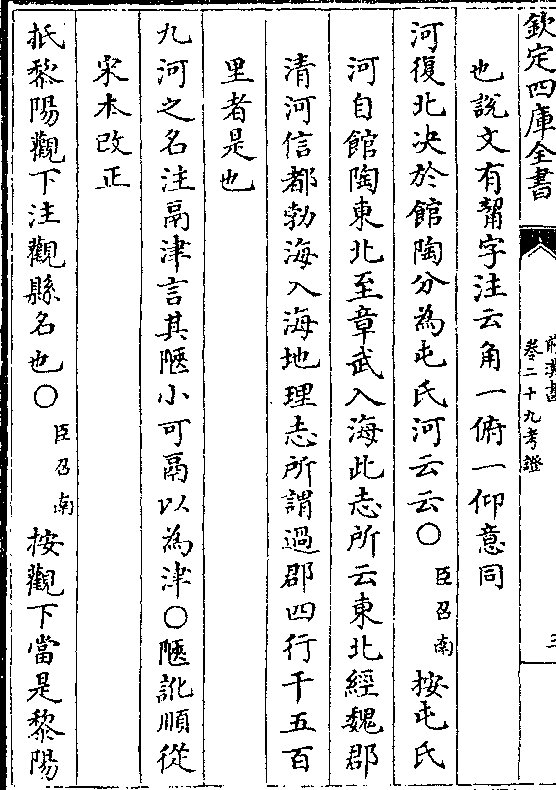 欽定四庫全書
前漢書
卷二十九考證
三
也說文有觢字注云角一俯一仰意同
河復北决於館陶分為屯氏河云云〇臣召南按屯氏
河自館陶東北至章武入海此志所云東北經魏郡
清河信都勃海入海地理志所謂過郡四行千五百
里者是也
九河之名注鬲津言其陿小可鬲以為津〇陿訛順從
宋本改正
抵黎陽觀下注觀縣名也〇臣召南按觀下當是黎陽